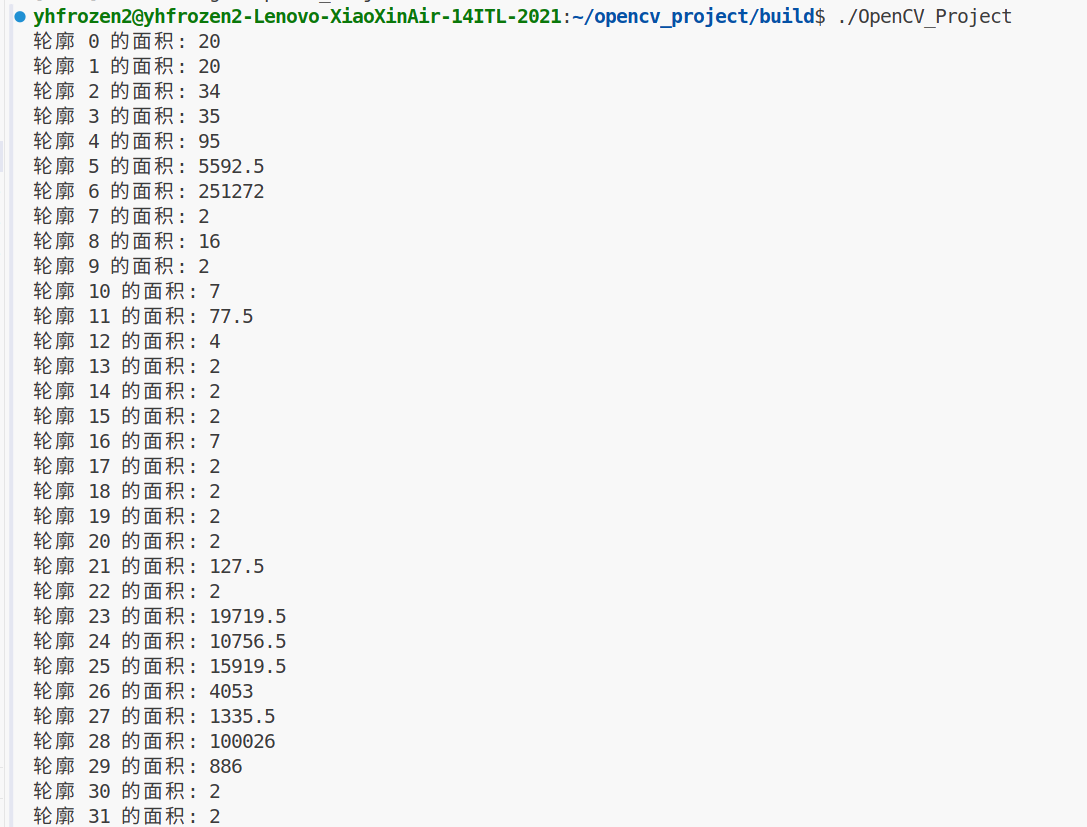 yhfrozen2@yhfrozen2-Lenovo-XiaoXinAir-14ITL-2021:~/opencv_project/build$ ./OpenCV_Project
轮廓 0 的面积: 20
轮廓 1 的面积: 20
轮廓 2 的面积: 34
轮廓 3 的面积: 35
轮廓 4 的面积: 95
轮廓 5 的面积: 5592.5
轮廓 6 的面积: 251272
轮廓 7 的面积: 2
轮廓 8 的面积: 16
轮廓 9 的面积: 2
轮廓 10 的面积: 7
轮廓 11 的面积: 77.5
轮廓 12 的面积: 4
轮廓 13 的面积: 2
轮廓 14 的面积: 2
轮廓 15 的面积: 2
轮廓 16 的面积: 7
轮廓 17 的面积: 2
轮廓 18 的面积: 2
轮廓 19 的面积: 2
轮廓 20 的面积: 2
轮廓 21 的面积: 127.5
轮廓 22 的面积: 2
轮廓 23 的面积: 19719.5
轮廓 24 的面积: 10756.5
轮廓 25 的面积: 15919.5
轮廓 26 的面积: 4053
轮廓 27 的面积: 1335.5
轮廓 28 的面积: 100026
轮廓 29 的面积: 886
轮廓 30 的面积: 2
轮廓 31 的面积: 2